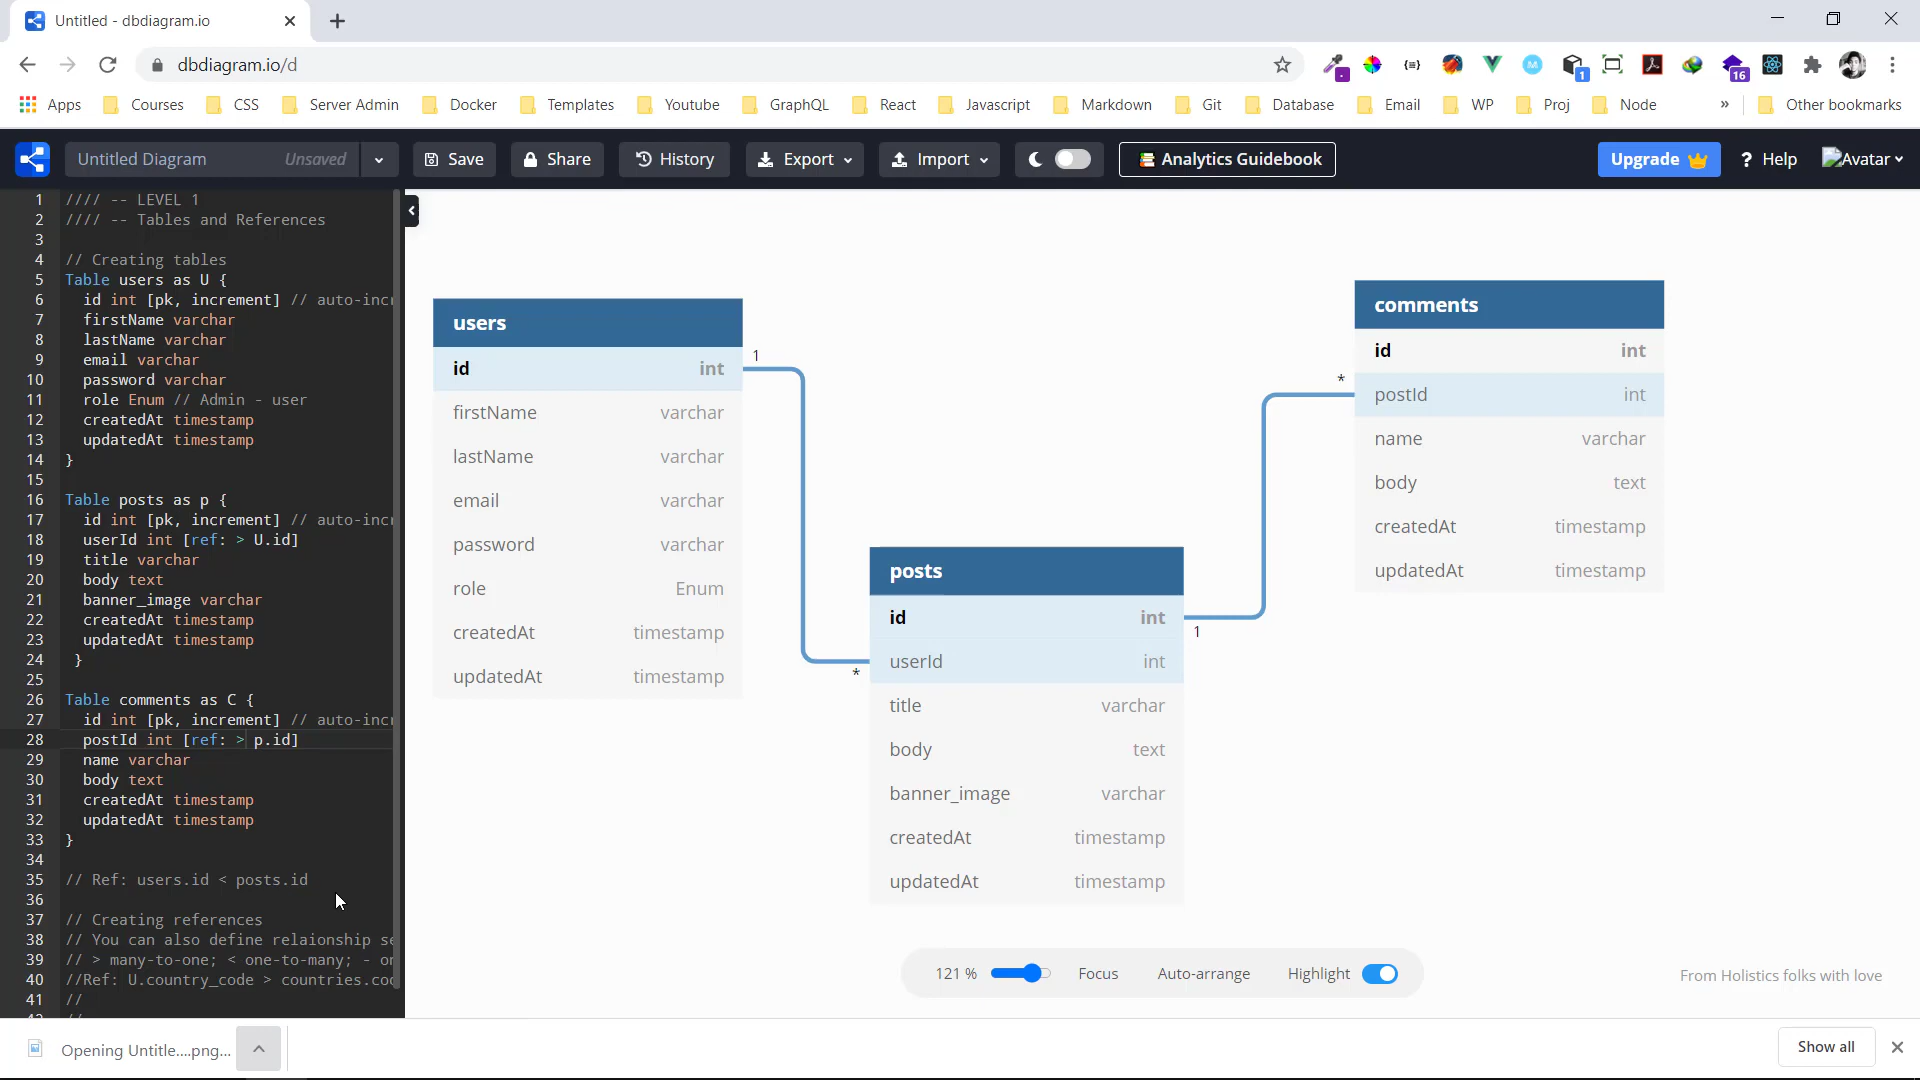 Untitled - dbdiagram.io
dbdiagram.io/d
1
16
Apps Courses CSS Server Admin Docker Templates Youtube GraphQL React Javascript Markdown Git Database Email WP Proj Node » Other bookmarks
Untitled Diagram Unsaved Save Share History Export Import Analytics Guidebook Upgrade ? Help Avatar
1 //// -- LEVEL 1
2 //// -- Tables and References
3
4 // Creating tables
5 Table users as U {
6 id int [pk, increment] // auto-incr
7 firstName varchar
8 lastName varchar
9 email varchar
10 password varchar
11 role Enum // Admin - user
12 createdAt timestamp
13 updatedAt timestamp
14 }
15
16 Table posts as p {
17 id int [pk, increment] // auto-incr
18 userId int [ref: > U.id]
19 title varchar
20 body text
21 banner_image varchar
22 createdAt timestamp
23 updatedAt timestamp
24 }
25
26 Table comments as C {
27 id int [pk, increment] // auto-incr
28 postId int [ref: > p.id]
29 name varchar
30 body text
31 createdAt timestamp
32 updatedAt timestamp
33 }
34
35 // Ref: users.id < posts.id
36
37 // Creating references
38 // You can also define relaionship se
39 // > many-to-one; < one-to-many; - on
40 //Ref: U.country_code > countries.cod
41 //
42 //
users
id int
firstName varchar
lastName varchar
email varchar
password varchar
role Enum
createdAt timestamp
updatedAt timestamp
1
*
posts
id int
userId int
title varchar
body text
banner_image varchar
createdAt timestamp
updatedAt timestamp
1
*
comments
id int
postId int
name varchar
body text
createdAt timestamp
updatedAt timestamp
121 % Focus Auto-arrange Highlight
From Holistics folks with love
Opening Untitle....png...
Show all